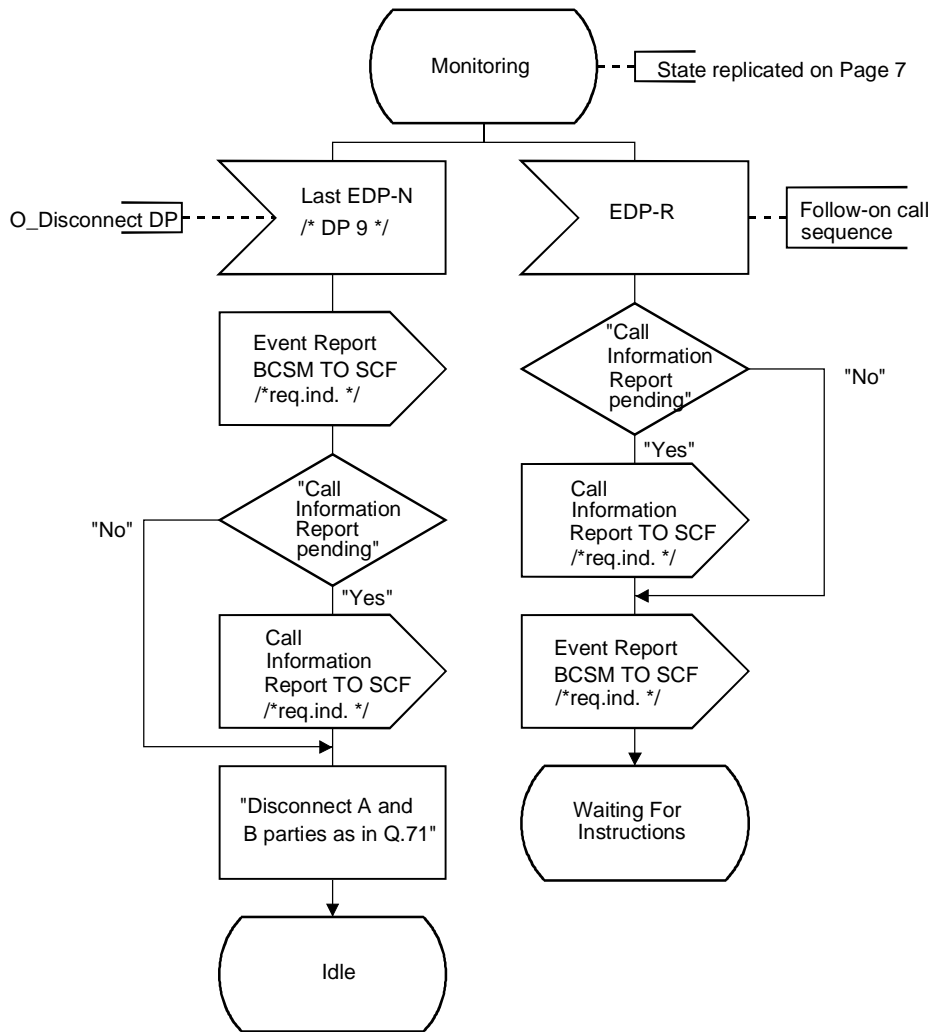 Monitoring
State replicated on Page 7
O_Disconnect DP
Last EDP-N
/* DP 9 */
EDP-R
Follow-on call
sequence
Event Report
BCSM TO SCF
/*req.ind. */
"Call
Information
Report
pending"
"No"
"Yes"
Call
Information
Report TO SCF
/*req.ind. */
"Disconnect A and
B parties as in Q.71"
Idle
"Call
Information
Report
pending"
"No"
"Yes"
Call
Information
Report TO SCF
/*req.ind. */
Event Report
BCSM TO SCF
/*req.ind. */
Waiting For
Instructions